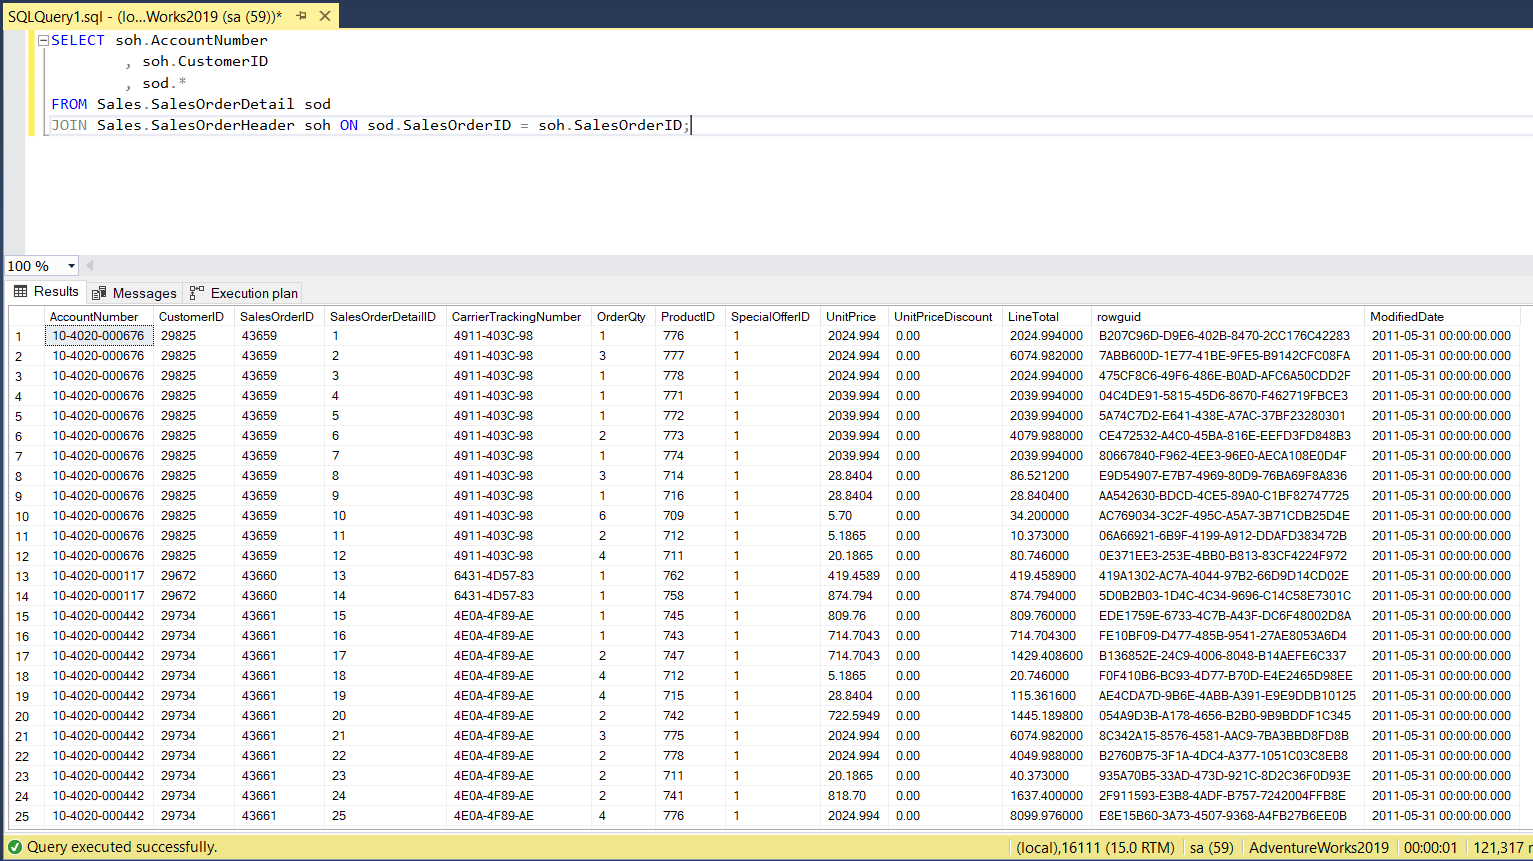 SQLQuery1.sql - (lo...Works2019 (sa (59))*
SELECT soh.AccountNumber
, soh.CustomerID
, sod.*
FROM Sales.SalesOrderDetail sod
JOIN Sales.SalesOrderHeader soh ON sod.SalesOrderID = soh.SalesOrderID;
100 %
Results Messages Execution plan
AccountNumber CustomerID SalesOrderID SalesOrderDetailID CarrierTrackingNumber OrderQty ProductID SpecialOfferID UnitPrice UnitPriceDiscount LineTotal rowguid ModifiedDate
1 10-4020-000676 29825 43659 1 4911-403C-98 1 776 1 2024.994 0.00 2024.994000 B207C96D-D9E6-402B-8470-2CC176C42283 2011-05-31 00:00:00.000
2 10-4020-000676 29825 43659 2 4911-403C-98 3 777 1 2024.994 0.00 6074.982000 7ABB600D-1E77-41BE-9FE5-B9142CFC08FA 2011-05-31 00:00:00.000
3 10-4020-000676 29825 43659 3 4911-403C-98 1 778 1 2024.994 0.00 2024.994000 475CF8C6-49F6-486E-B0AD-AFC6A50CDD2F 2011-05-31 00:00:00.000
4 10-4020-000676 29825 43659 4 4911-403C-98 1 771 1 2039.994 0.00 2039.994000 04C4DE91-5815-45D6-8670-F462719FBCE3 2011-05-31 00:00:00.000
5 10-4020-000676 29825 43659 5 4911-403C-98 1 772 1 2039.994 0.00 2039.994000 5A74C7D2-E641-438E-A7AC-37BF23280301 2011-05-31 00:00:00.000
6 10-4020-000676 29825 43659 6 4911-403C-98 2 773 1 2039.994 0.00 4079.988000 CE472532-A4C0-45BA-816E-EEFD3FD848B3 2011-05-31 00:00:00.000
7 10-4020-000676 29825 43659 7 4911-403C-98 1 774 1 2039.994 0.00 2039.994000 80667840-F962-4EE3-96E0-AECA108E0D4F 2011-05-31 00:00:00.000
8 10-4020-000676 29825 43659 8 4911-403C-98 3 714 1 28.8404 0.00 86.521200 E9D54907-E7B7-4969-80D9-76BA69F8A836 2011-05-31 00:00:00.000
9 10-4020-000676 29825 43659 9 4911-403C-98 1 716 1 28.8404 0.00 28.840400 AA542630-BDCD-4CE5-89A0-C1BF82747725 2011-05-31 00:00:00.000
10 10-4020-000676 29825 43659 10 4911-403C-98 6 709 1 5.70 0.00 34.200000 AC769034-3C2F-495C-A5A7-3B71CDB25D4E 2011-05-31 00:00:00.000
11 10-4020-000676 29825 43659 11 4911-403C-98 2 712 1 5.1865 0.00 10.373000 06A66921-6B9F-4199-A912-DDAFD383472B 2011-05-31 00:00:00.000
12 10-4020-000676 29825 43659 12 4911-403C-98 4 711 1 20.1865 0.00 80.746000 0E371EE3-253E-4BB0-B813-83CF4224F972 2011-05-31 00:00:00.000
13 10-4020-000117 29672 43660 13 6431-4D57-83 1 762 1 419.4589 0.00 419.458900 419A1302-AC7A-4044-97B2-66D9D14CD02E 2011-05-31 00:00:00.000
14 10-4020-000117 29672 43660 14 6431-4D57-83 1 758 1 874.794 0.00 874.794000 5D0B2B03-1D4C-4C34-9696-C14C58E7301C 2011-05-31 00:00:00.000
15 10-4020-000442 29734 43661 15 4E0A-4F89-AE 1 745 1 809.76 0.00 809.760000 EDE1759E-6733-4C7B-A43F-DC6F48002D8A 2011-05-31 00:00:00.000
16 10-4020-000442 29734 43661 16 4E0A-4F89-AE 1 743 1 714.7043 0.00 714.704300 FE10BF09-D477-485B-9541-27AE8053A6D4 2011-05-31 00:00:00.000
17 10-4020-000442 29734 43661 17 4E0A-4F89-AE 2 747 1 714.7043 0.00 1429.408600 B136852E-24C9-4006-8048-B14AEFE6C337 2011-05-31 00:00:00.000
18 10-4020-000442 29734 43661 18 4E0A-4F89-AE 4 712 1 5.1865 0.00 20.746000 F0F410B6-BC93-4D77-B70D-E4E2465D98EE 2011-05-31 00:00:00.000
19 10-4020-000442 29734 43661 19 4E0A-4F89-AE 4 715 1 28.8404 0.00 115.361600 AE4CDA7D-9B6E-4ABB-A391-E9E9DDB10125 2011-05-31 00:00:00.000
20 10-4020-000442 29734 43661 20 4E0A-4F89-AE 2 742 1 722.5949 0.00 1445.189800 054A9D3B-A178-4656-B2B0-9B9BDDF1C345 2011-05-31 00:00:00.000
21 10-4020-000442 29734 43661 21 4E0A-4F89-AE 3 775 1 2024.994 0.00 6074.982000 8C342A15-8576-4581-AAC9-7BA3BBD8FD8B 2011-05-31 00:00:00.000
22 10-4020-000442 29734 43661 22 4E0A-4F89-AE 2 778 1 2024.994 0.00 4049.988000 B2760B75-3F1A-4DC4-A377-1051C03C8EB8 2011-05-31 00:00:00.000
23 10-4020-000442 29734 43661 23 4E0A-4F89-AE 2 711 1 20.1865 0.00 40.373000 935A70B5-33AD-473D-921C-8D2C36F0D93E 2011-05-31 00:00:00.000
24 10-4020-000442 29734 43661 24 4E0A-4F89-AE 2 741 1 818.70 0.00 1637.400000 2F911593-E3B8-4ADF-B757-7242004FFB8E 2011-05-31 00:00:00.000
25 10-4020-000442 29734 43661 25 4E0A-4F89-AE 4 776 1 2024.994 0.00 8099.976000 E8E15B60-3A73-4507-9368-A4FB27B6EE0B 2011-05-31 00:00:00.000
Query executed successfully. (local),16111 (15.0 RTM) sa (59) AdventureWorks2019 00:00:01 121,317 r